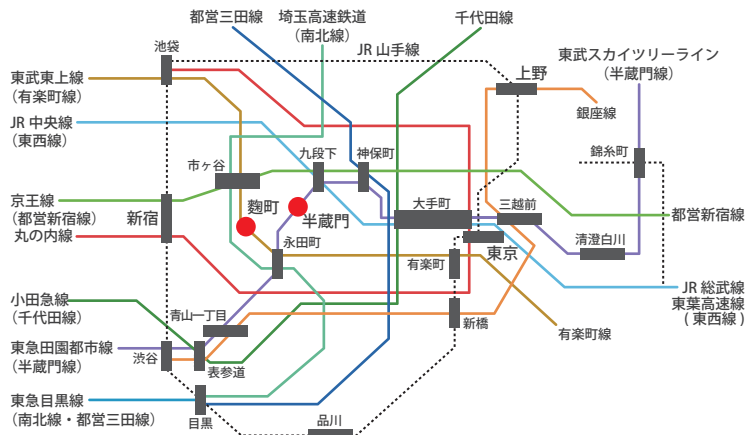 都営三田線
埼玉高速鉄道
（南北線）
千代田線
池袋
JR 山手線
上野
東武スカイツリーライン
（半蔵門線）
東武東上線
（有楽町線）
銀座線
JR 中央線
（東西線）
市ヶ谷
九段下
神保町
錦糸町
京王線
（都営新宿線）
新宿
麹町
半蔵門
大手町
三越前
都営新宿線
丸の内線
永田町
有楽町
東京
清澄白川
JR 総武線
東葉高速線
（東西線）
小田急線
（千代田線）
青山一丁目
新橋
有楽町線
東急田園都市線
（半蔵門線）
渋谷
表参道
東急目黒線
（南北線・都営三田線）
目黒
品川